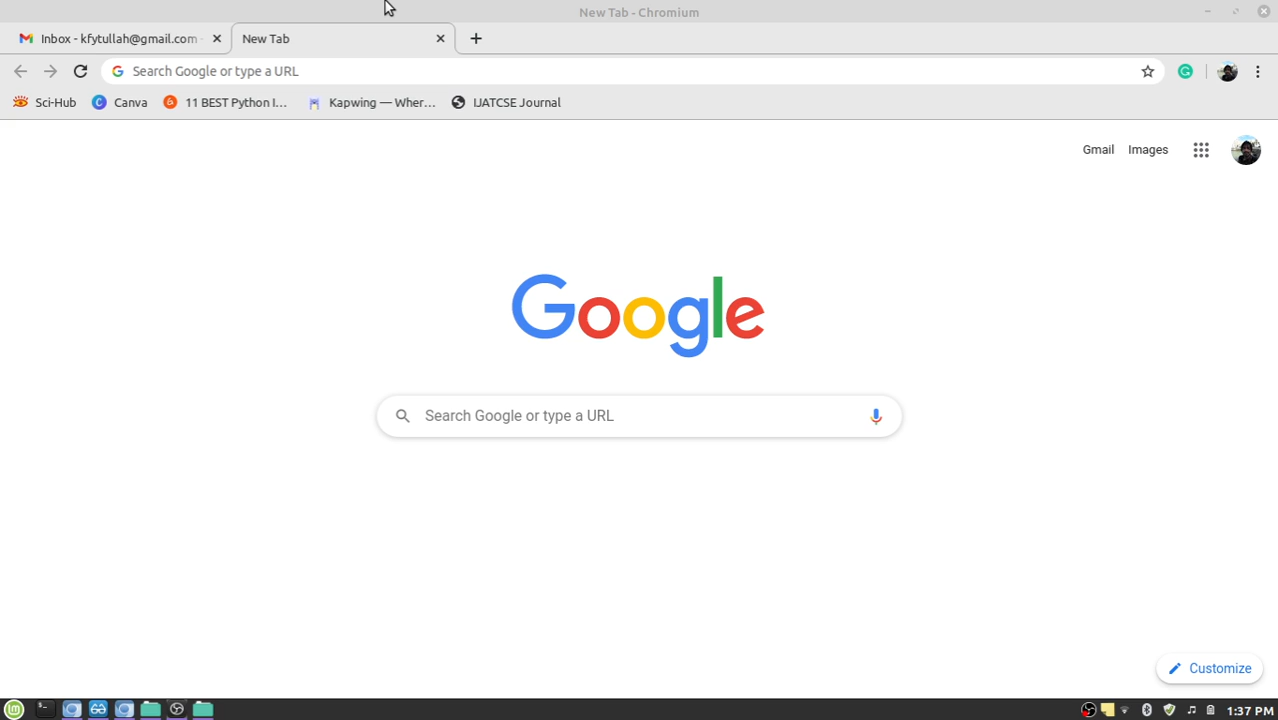 New Tab - Chromium
Inbox - kfytullah@gmail.com -
New Tab
Search Google or type a URL
Sci-Hub
Canva
11 BEST Python I...
Kapwing — Wher...
IJATCSE Journal
Gmail
Images
Google
Search Google or type a URL
Customize
1:37 PM